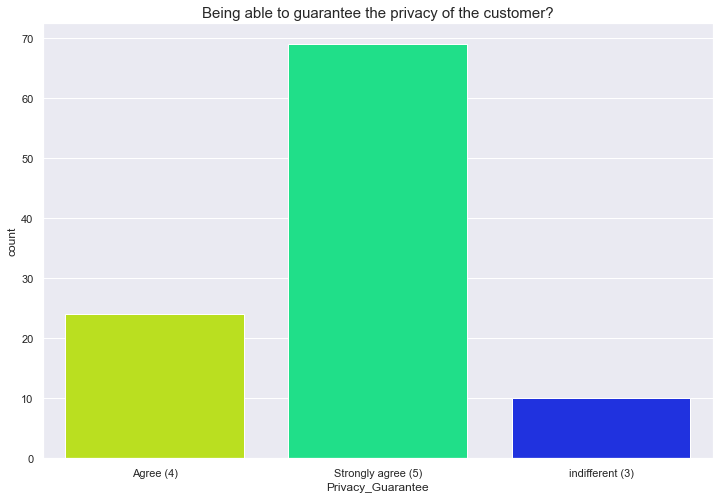 Being able to guarantee the privacy of the customer?
70
60
50
40
30
20
10
0
count
Agree (4)
Strongly agree (5)
indifferent (3)
Privacy_Guarantee